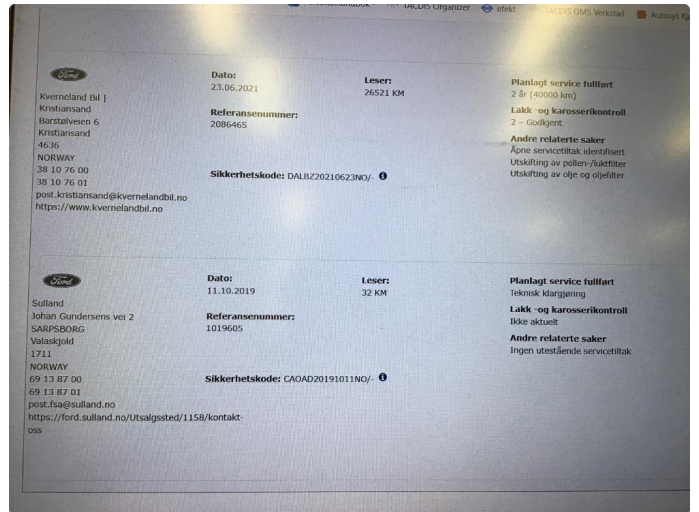 TACDIS Organizer efekt TACDIS DMS Verkstad Autosys
Ford
Kverneland Bil |
Kristiansand
Barstølveien 6
Kristiansand
4636
NORWAY
38 10 76 00
38 10 76 01
post.kristiansand@kvernelandbil.no
https://www.kvernelandbil.no
Dato:
23.06.2021
Referansenummer:
2086465
Sikkerhetskode: DALBZ20210623NO/-
Leser:
26521 KM
Planlagt service fullført
2 år (40000 km)
Lakk -og karosserikontroll
2 - Godkjent
Andre relaterte saker
Åpne servicetiltak identifisert
Utskifting av pollen-/luktfilter
Utskifting av olje og oljefilter
Ford
Sulland
Johan Gundersens vei 2
SARPSBORG
Valaskjold
1711
NORWAY
69 13 87 00
69 13 87 01
post.fsa@sulland.no
https://ford.sulland.no/Utsalgssted/1158/kontakt-
oss
Dato:
11.10.2019
Referansenummer:
1019605
Sikkerhetskode: CAOAD20191011NO/-
Leser:
32 KM
Planlagt service fullført
Teknisk klargjøring
Lakk -og karosserikontroll
Ikke aktuelt
Andre relaterte saker
Ingen utestående servicetiltak